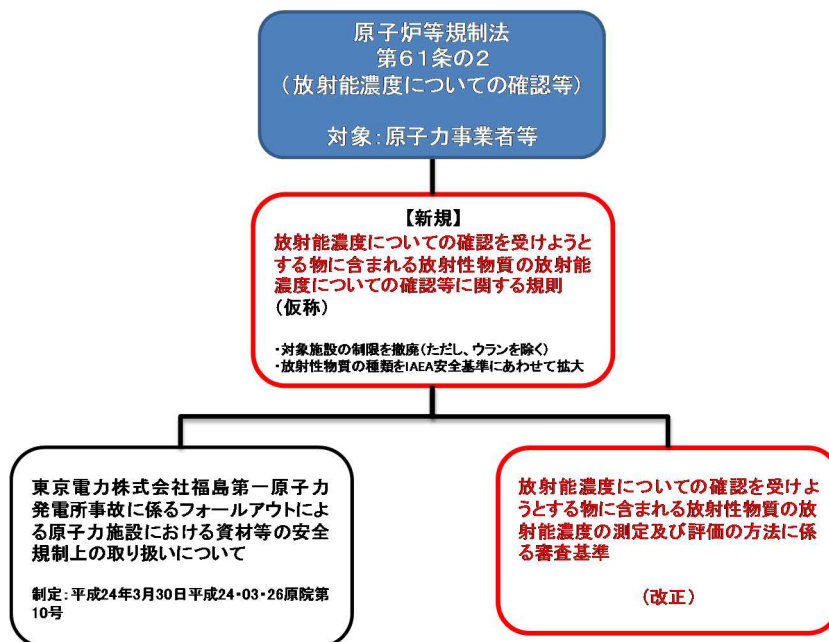 原子炉等規制法
第61条の2
（放射能濃度についての確認等）
対象：原子力事業者等
【新規】
放射能濃度についての確認を受けようと
する物に含まれる放射性物質の放射能
濃度についての確認等に関する規則
（仮称）
・対象施設の制限を撤廃（ただし、ウランを除く）
・放射性物質の種類をIAEA安全基準にあわせて拡大
東京電力株式会社福島第一原子力
発電所事故に係るフォールアウトによ
る原子力施設における資材等の安全
規制上の取り扱いについて
制定：平成24年3月30日平成24・03・26原院第
10号
放射能濃度についての確認を受けよ
うとする物に含まれる放射性物質の放
射能濃度の測定及び評価の方法に係
る審査基準
（改正）